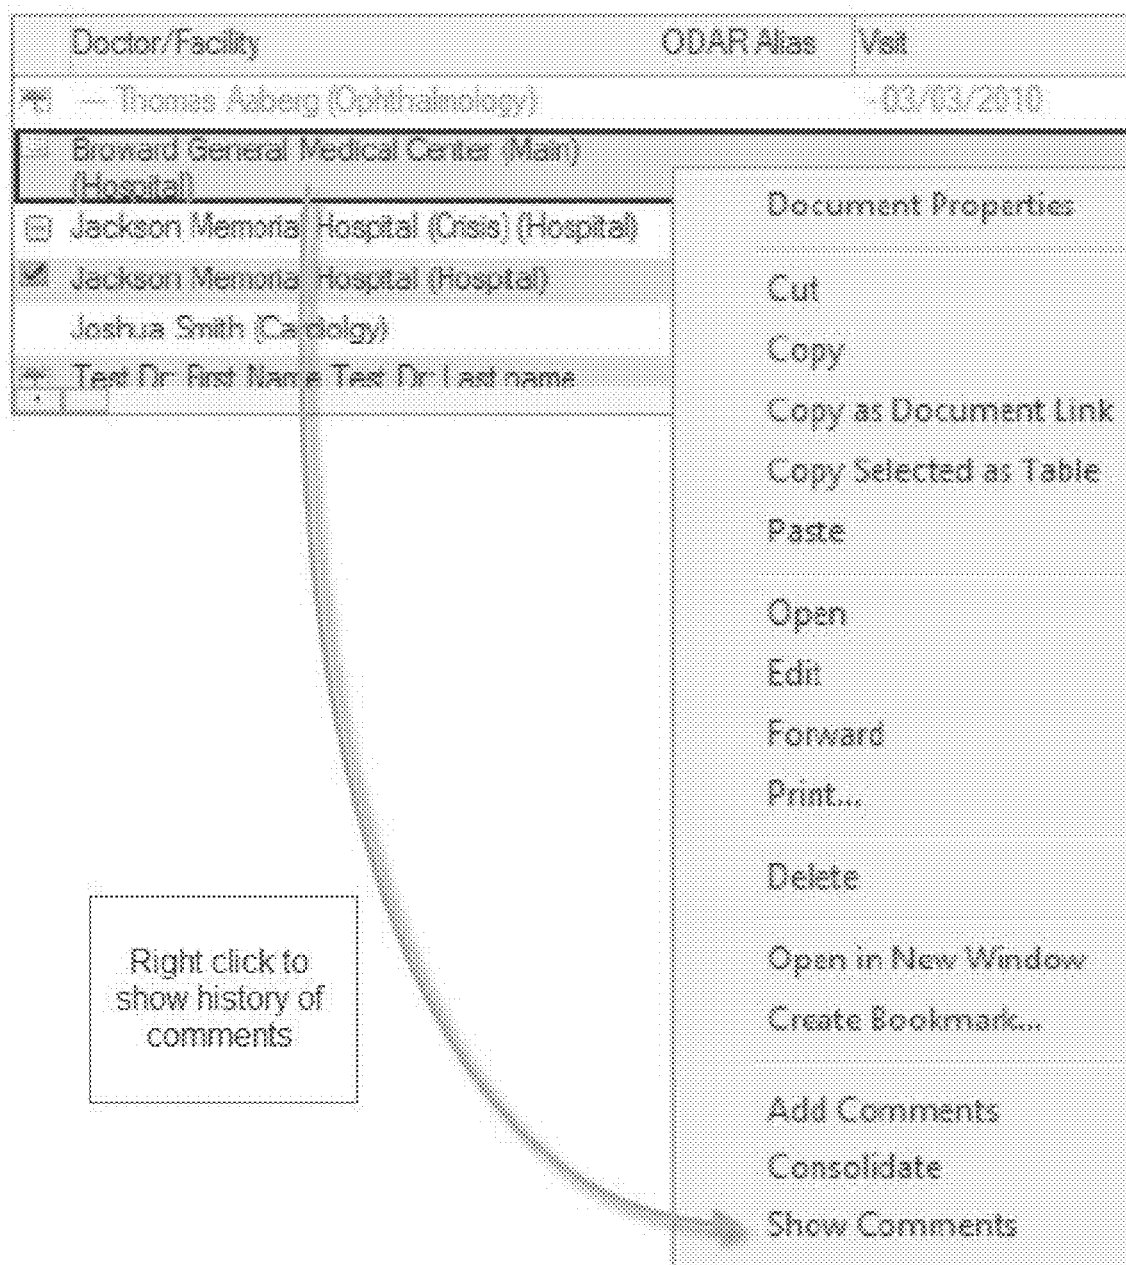 Doctor/Facility ODAR Alias Visit
— Thomas Aaberg (Ophthalmology) -03/03/2010
Broward General Medical Center (Main)
(Hospital)
Jackson Memorial Hospital (Crisis) (Hospital)
Jackson Memorial Hospital (Hospital)
Joshua Smith (Cardiolgy)
Test Dr. First Name Test Dr. Last name
Document Properties
Cut
Copy
Copy as Document Link
Copy Selected as Table
Paste
Open
Edit
Forward
Print...
Delete
Open in New Window
Create Bookmark...
Add Comments
Consolidate
Show Comments
Right click to
show history of
comments